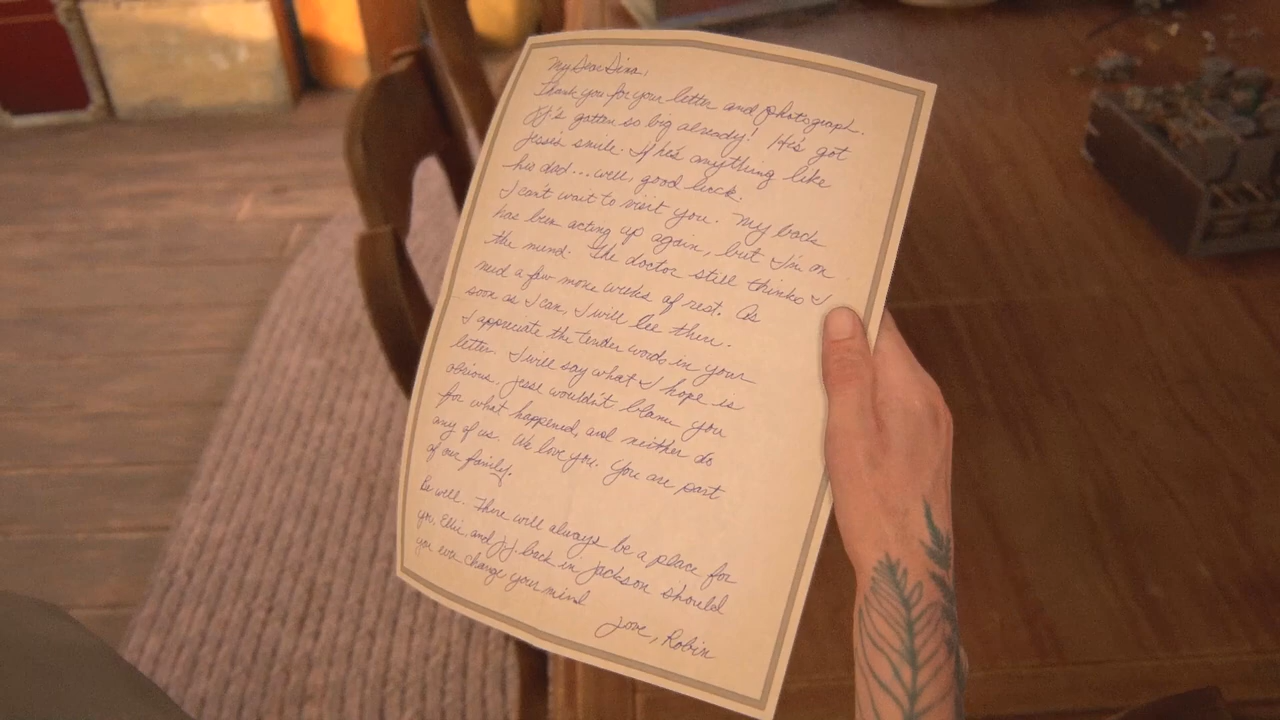 My Dear Dina,
Thank you for your letter and photograph.
JJ's gotten so big already! He's got
Jesse's smile. If he's anything like
his dad...well, good luck.
I can't wait to visit you. My back
has been acting up again, but I'm on
the mend. The doctor still thinks I
need a few more weeks of rest. As
soon as I can, I will be there.
I appreciate the tender words in your
letter. I will say what I hope is
obvious. Jesse wouldn't blame you
for what happened, and neither do
any of us. We love you. You are part
of our family.
Be well. There will always be a place for
you, Ellie, and JJ. back in Jackson should
you ever change your mind
Love, Robin